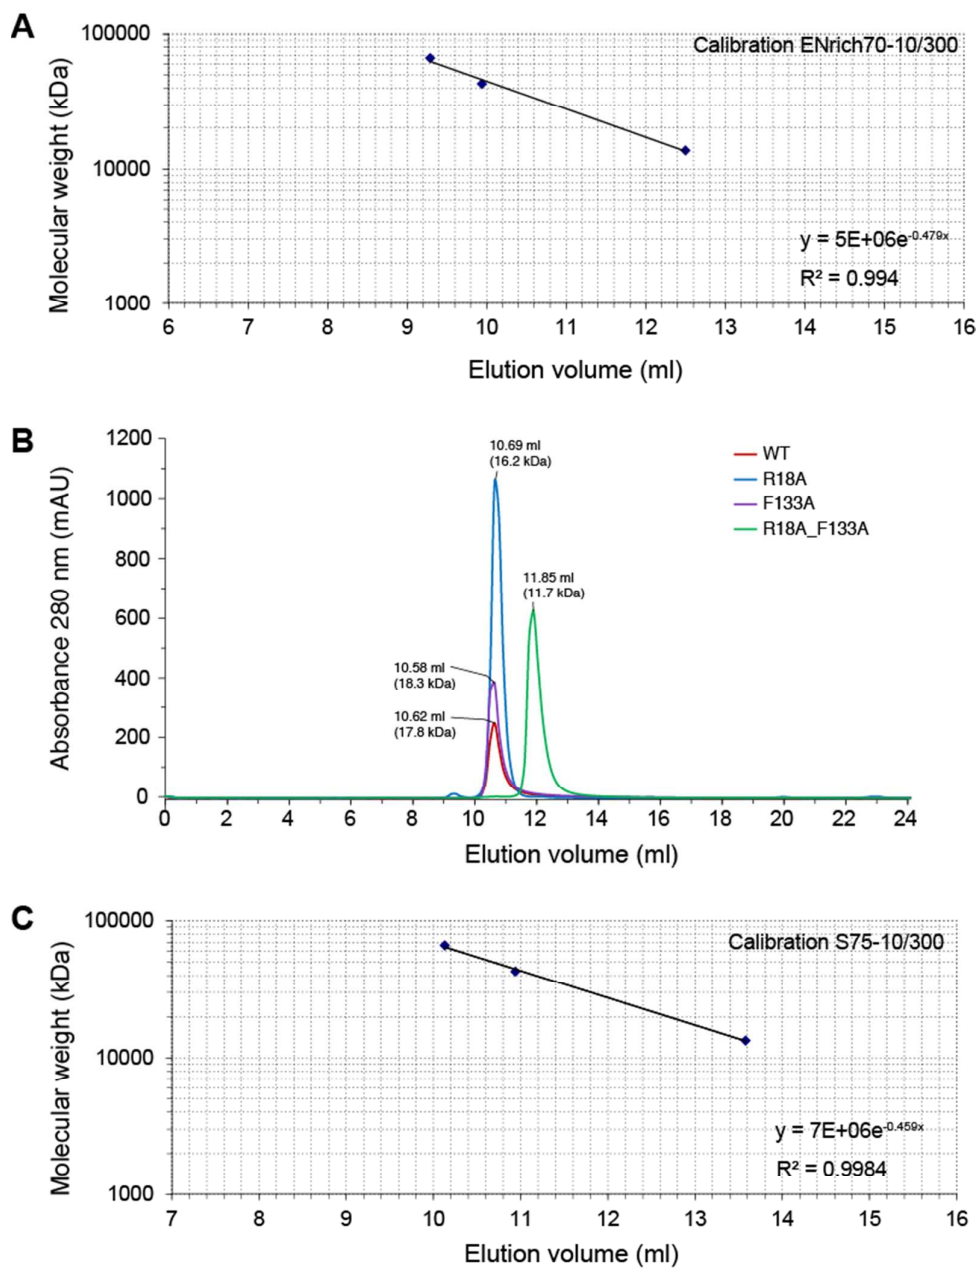 A
Calibration ENrich70-10/300
Molecular weight (kDa)
100000
10000
1000
y = 5E+06e-0.479x
R² = 0.994
6 7 8 9 10 11 12 13 14 15 16
Elution volume (ml)
B
Absorbance 280 nm (mAU)
1200
1000
800
600
400
200
0
10.69 ml
(16.2 kDa)
11.85 ml
(11.7 kDa)
10.58 ml
(18.3 kDa)
10.62 ml
(17.8 kDa)
WT
R18A
F133A
R18A_F133A
0 2 4 6 8 10 12 14 16 18 20 22 24
Elution volume (ml)
C
Calibration S75-10/300
Molecular weight (kDa)
100000
10000
1000
y = 7E+06e-0.459x
R² = 0.9984
7 8 9 10 11 12 13 14 15 16
Elution volume (ml)